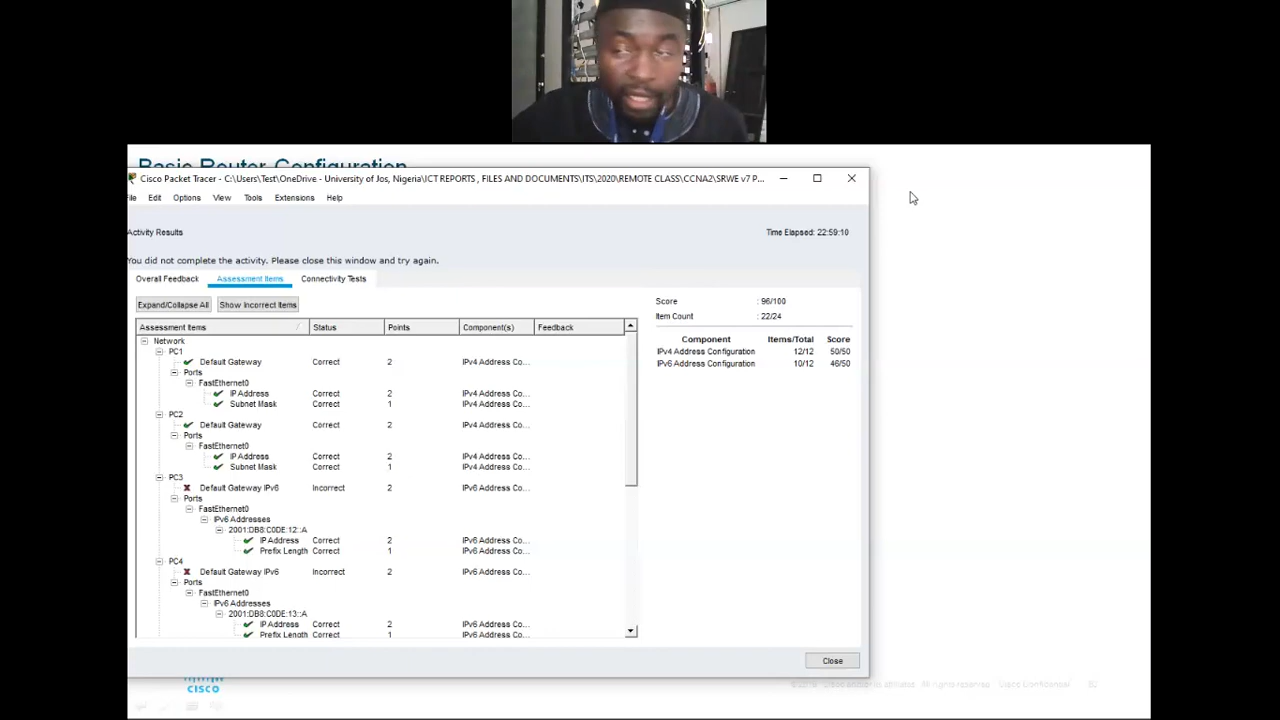 Basic Router Configuration
Cisco Packet Tracer - C:\Users\Test\OneDrive - University of Jos, Nigeria\ICT REPORTS , FILES AND DOCUMENTS\ITS\2020\REMOTE CLASS\CCNA2\SRWE v7 P...
File Edit Options View Tools Extensions Help
Activity Results
Time Elapsed: 22:59:10
You did not complete the activity. Please close this window and try again.
Overall Feedback Assessment Items Connectivity Tests
Expand/Collapse All Show Incorrect Items
Score : 96/100
Item Count : 22/24
Component Items/Total Score
IPv4 Address Configuration 12/12 50/50
IPv6 Address Configuration 10/12 46/50
Assessment Items Status Points Component(s) Feedback
Network
PC1
Default Gateway Correct 2 IPv4 Address Co...
Ports
FastEthernet0
IP Address Correct 2 IPv4 Address Co...
Subnet Mask Correct 1 IPv4 Address Co...
PC2
Default Gateway Correct 2 IPv4 Address Co...
Ports
FastEthernet0
IP Address Correct 2 IPv4 Address Co...
Subnet Mask Correct 1 IPv4 Address Co...
PC3
Default Gateway IPv6 Incorrect 2 IPv6 Address Co...
Ports
FastEthernet0
IPv6 Addresses
2001:DB8:C0DE:12::A
IP Address Correct 2 IPv6 Address Co...
Prefix Length Correct 1 IPv6 Address Co...
PC4
Default Gateway IPv6 Incorrect 2 IPv6 Address Co...
Ports
FastEthernet0
IPv6 Addresses
2001:DB8:C0DE:13::A
IP Address Correct 2 IPv6 Address Co...
Prefix Length Correct 1 IPv6 Address Co...
Close
CISCO